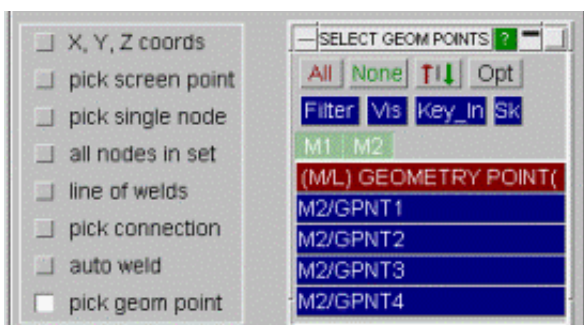 X, Y, Z coords
pick screen point
pick single node
all nodes in set
line of welds
pick connection
auto weld
pick geom point
SELECT GEOM POINTS ?
All None Opt
Filter Vis Key_In Sk
M1 M2
(M/L) GEOMETRY POINT(
M2/GPNT1
M2/GPNT2
M2/GPNT3
M2/GPNT4